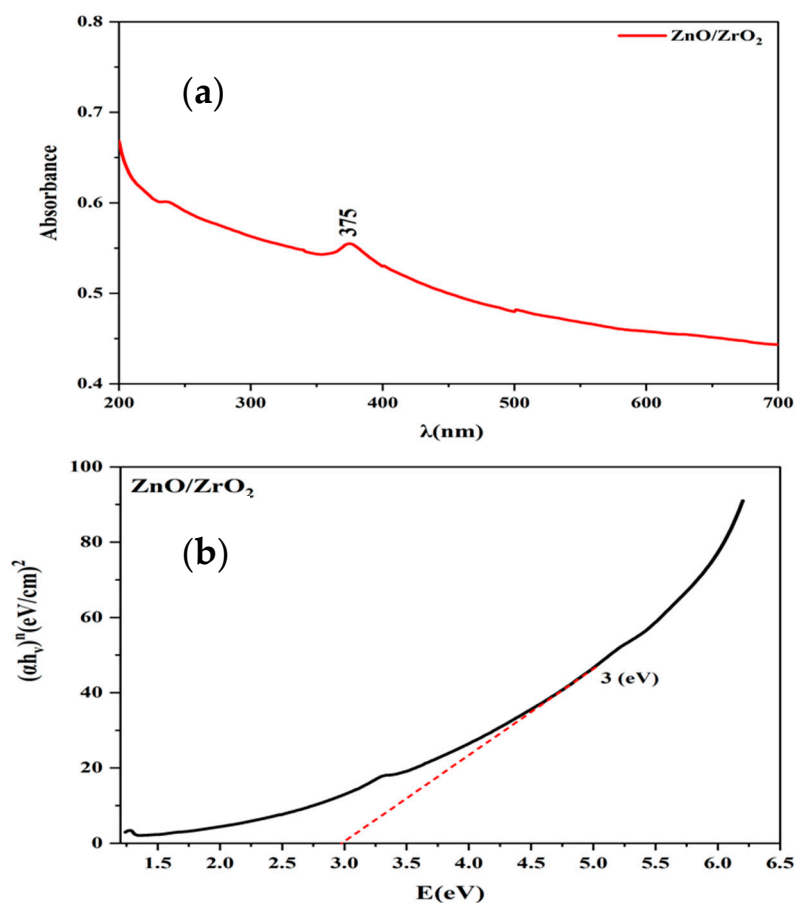 ZnO/ZrO₂
(a)
0.8
0.7
0.6
0.5
0.4
Absorbance
375
200 300 400 500 600 700
λ(nm)
ZnO/ZrO₂
(b)
100
80
60
40
20
0
(αhᵥ)ⁿ(eV/cm)²
3 (eV)
1.5 2.0 2.5 3.0 3.5 4.0 4.5 5.0 5.5 6.0 6.5
E(eV)